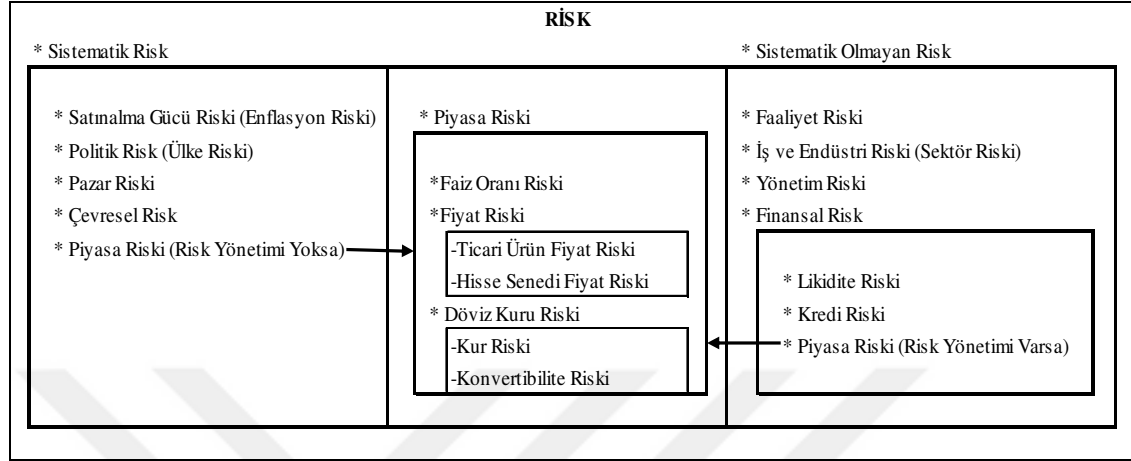 RİSK
* Sistematik Risk
* Sistematik Olmayan Risk
* Satınalma Gücü Riski (Enflasyon Riski)
* Politik Risk (Ülke Riski)
* Pazar Riski
* Çevresel Risk
* Piyasa Riski (Risk Yönetimi Yoksa)
* Piyasa Riski
*Faiz Oranı Riski
*Fiyat Riski
-Ticari Ürün Fiyat Riski
-Hisse Senedi Fiyat Riski
* Döviz Kuru Riski
-Kur Riski
-Konvertibilite Riski
* Faaliyet Riski
* İş ve Endüstri Riski (Sektör Riski)
* Yönetim Riski
* Finansal Risk
* Likidite Riski
* Kredi Riski
* Piyasa Riski (Risk Yönetimi Varsa)